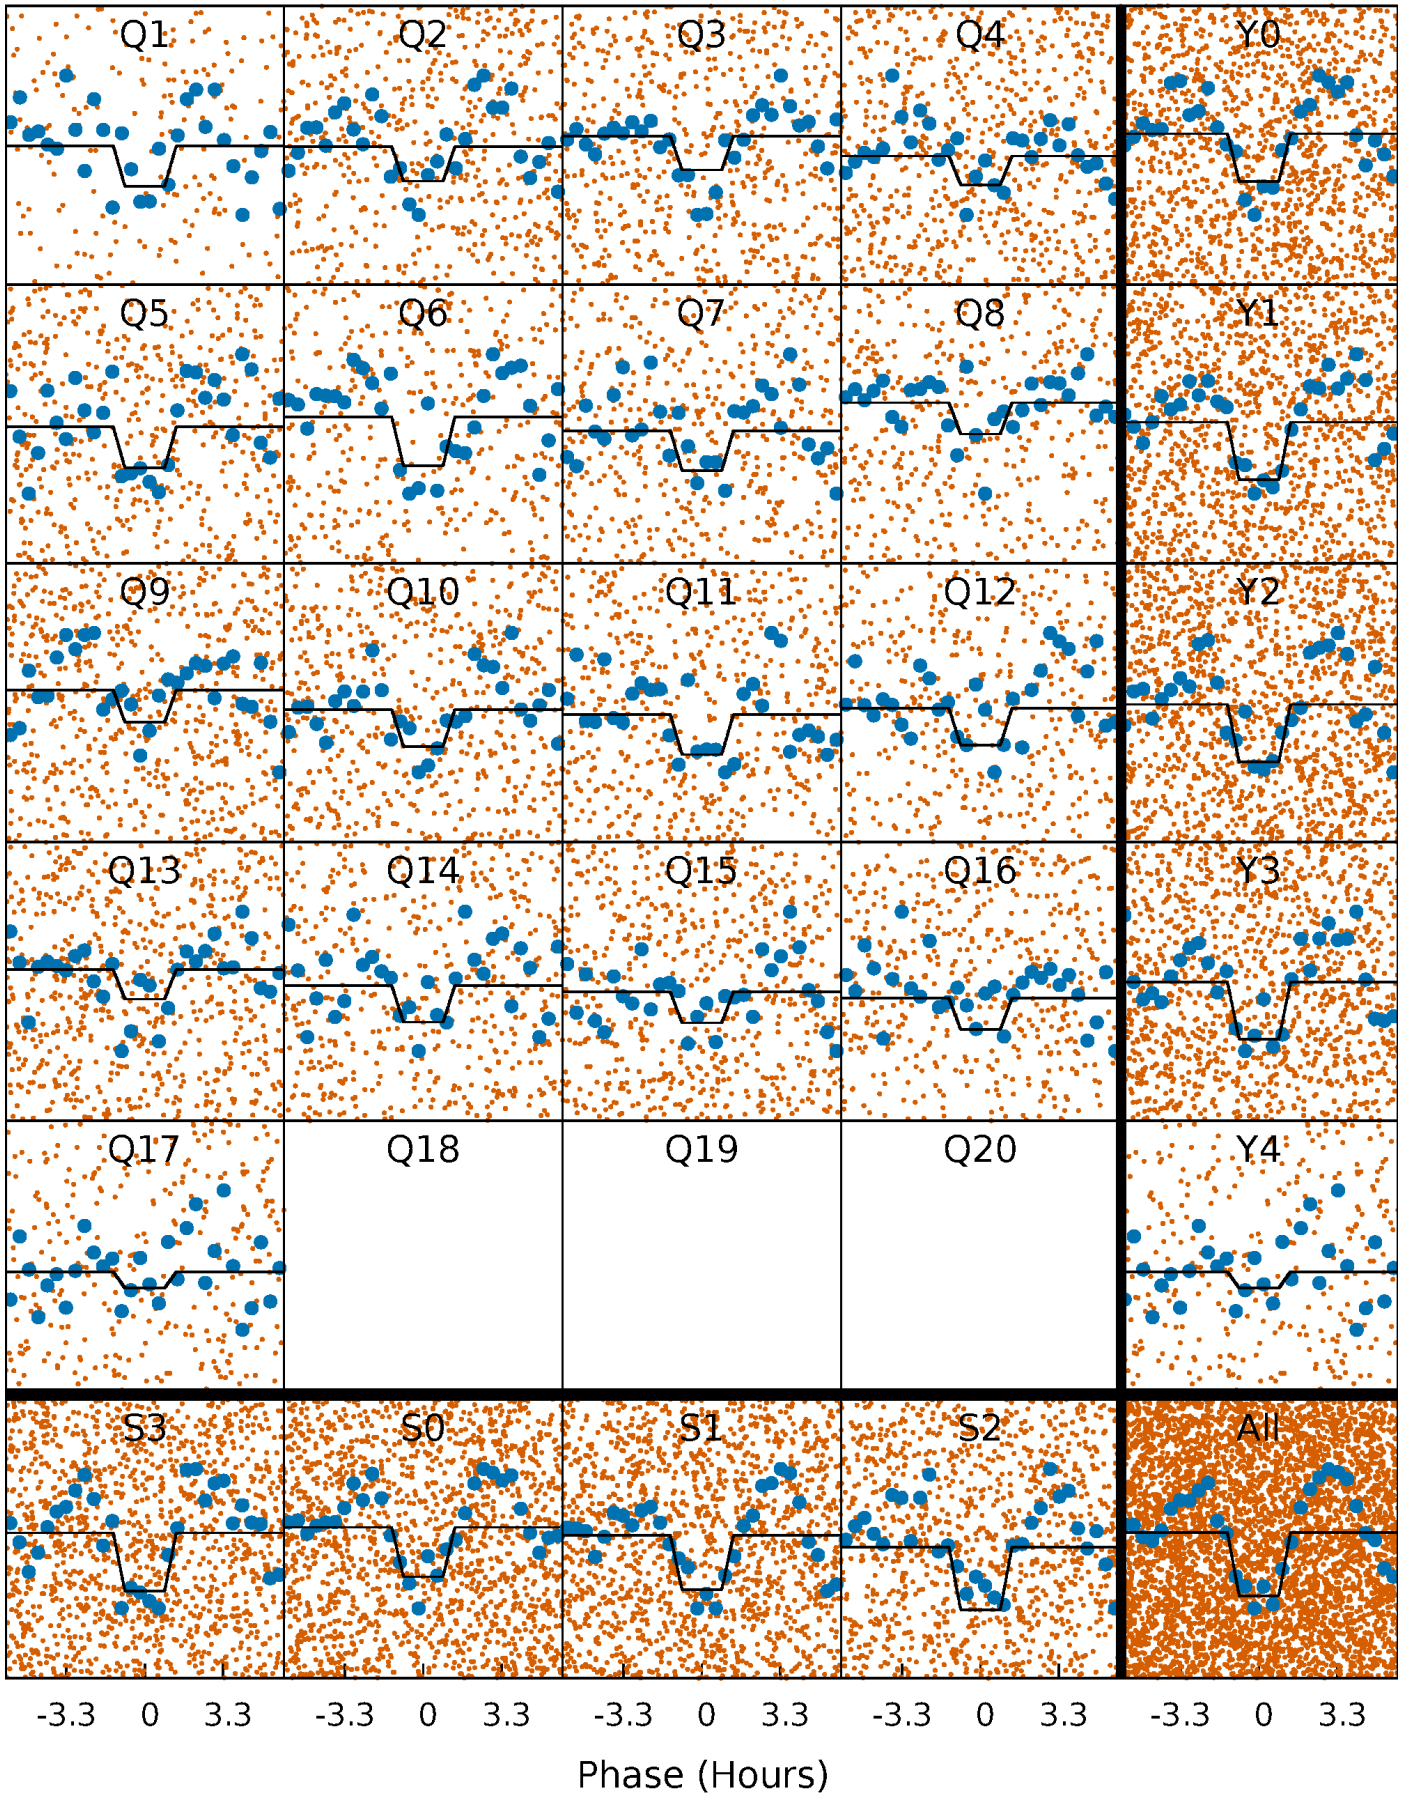 Q1 Q2 Q3 Q4 Y0
Q5 Q6 Q7 Q8 Y1
Q9 Q10 Q11 Q12 Y2
Q13 Q14 Q15 Q16 Y3
Q17 Q18 Q19 Q20 Y4
S3 S0 S1 S2 All
-3.3 0 3.3 -3.3 0 3.3 -3.3 0 3.3 -3.3 0 3.3 -3.3 0 3.3
Phase (Hours)